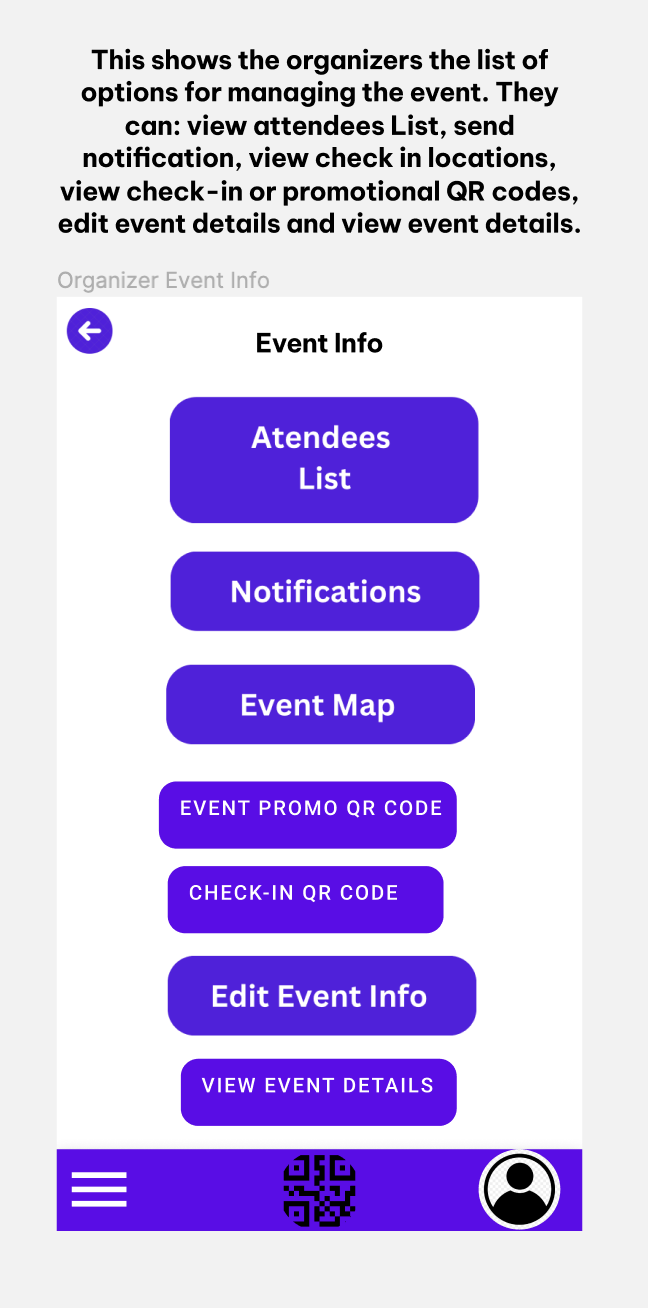 This shows the organizers the list of
options for managing the event. They
can: view attendees List, send
notification, view check in locations,
view check-in or promotional QR codes,
edit event details and view event details.
Organizer Event Info
Event Info
Atendees
List
Notifications
Event Map
EVENT PROMO QR CODE
CHECK-IN QR CODE
Edit Event Info
VIEW EVENT DETAILS